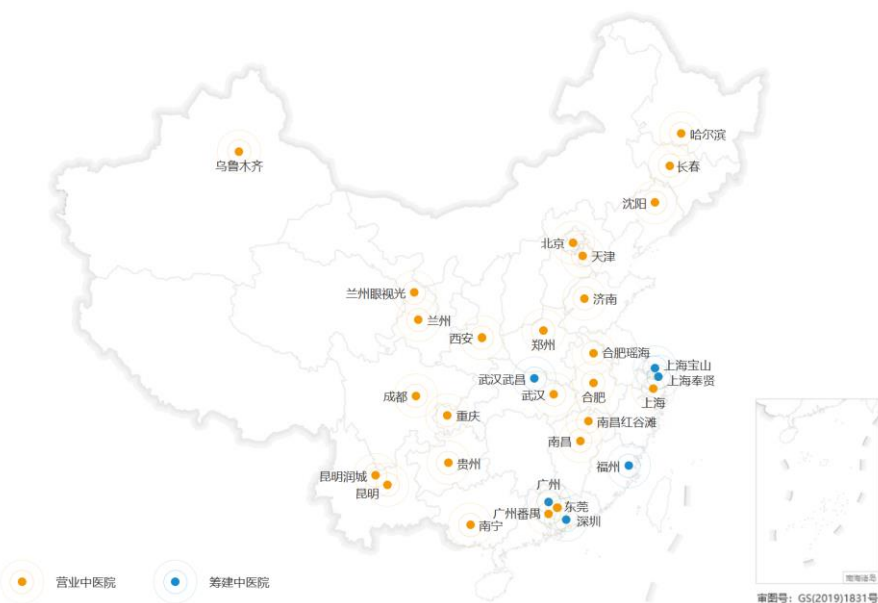 哈尔滨
乌鲁木齐
长春
沈阳
北京
天津
兰州眼视光
济南
兰州
西安
郑州
合肥瑶海
上海宝山
武汉武昌
上海奉贤
成都
武汉
合肥
上海
重庆
南昌红谷滩
南昌
贵州
福州
昆明润城
昆明
广州
东莞
广州番禺
深圳
南宁
营业中医院
筹建中医院
南海诸岛
审图号：GS(2019)1831号